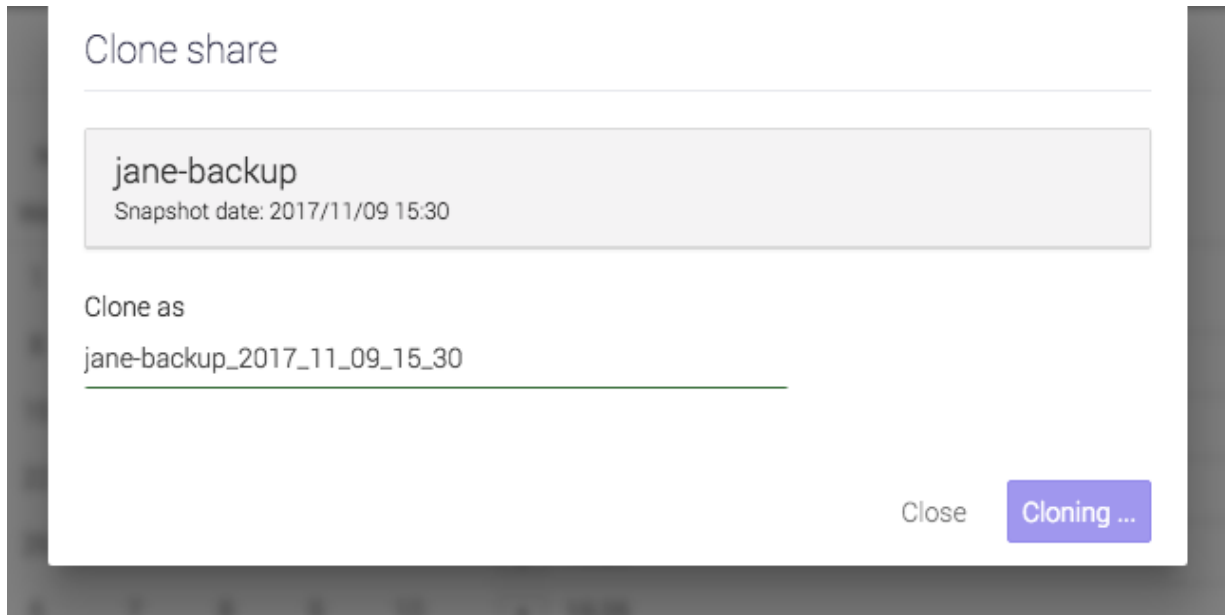 Clone share
jane-backup
Snapshot date: 2017/11/09 15:30
Clone as
jane-backup_2017_11_09_15_30
Close
Cloning ...